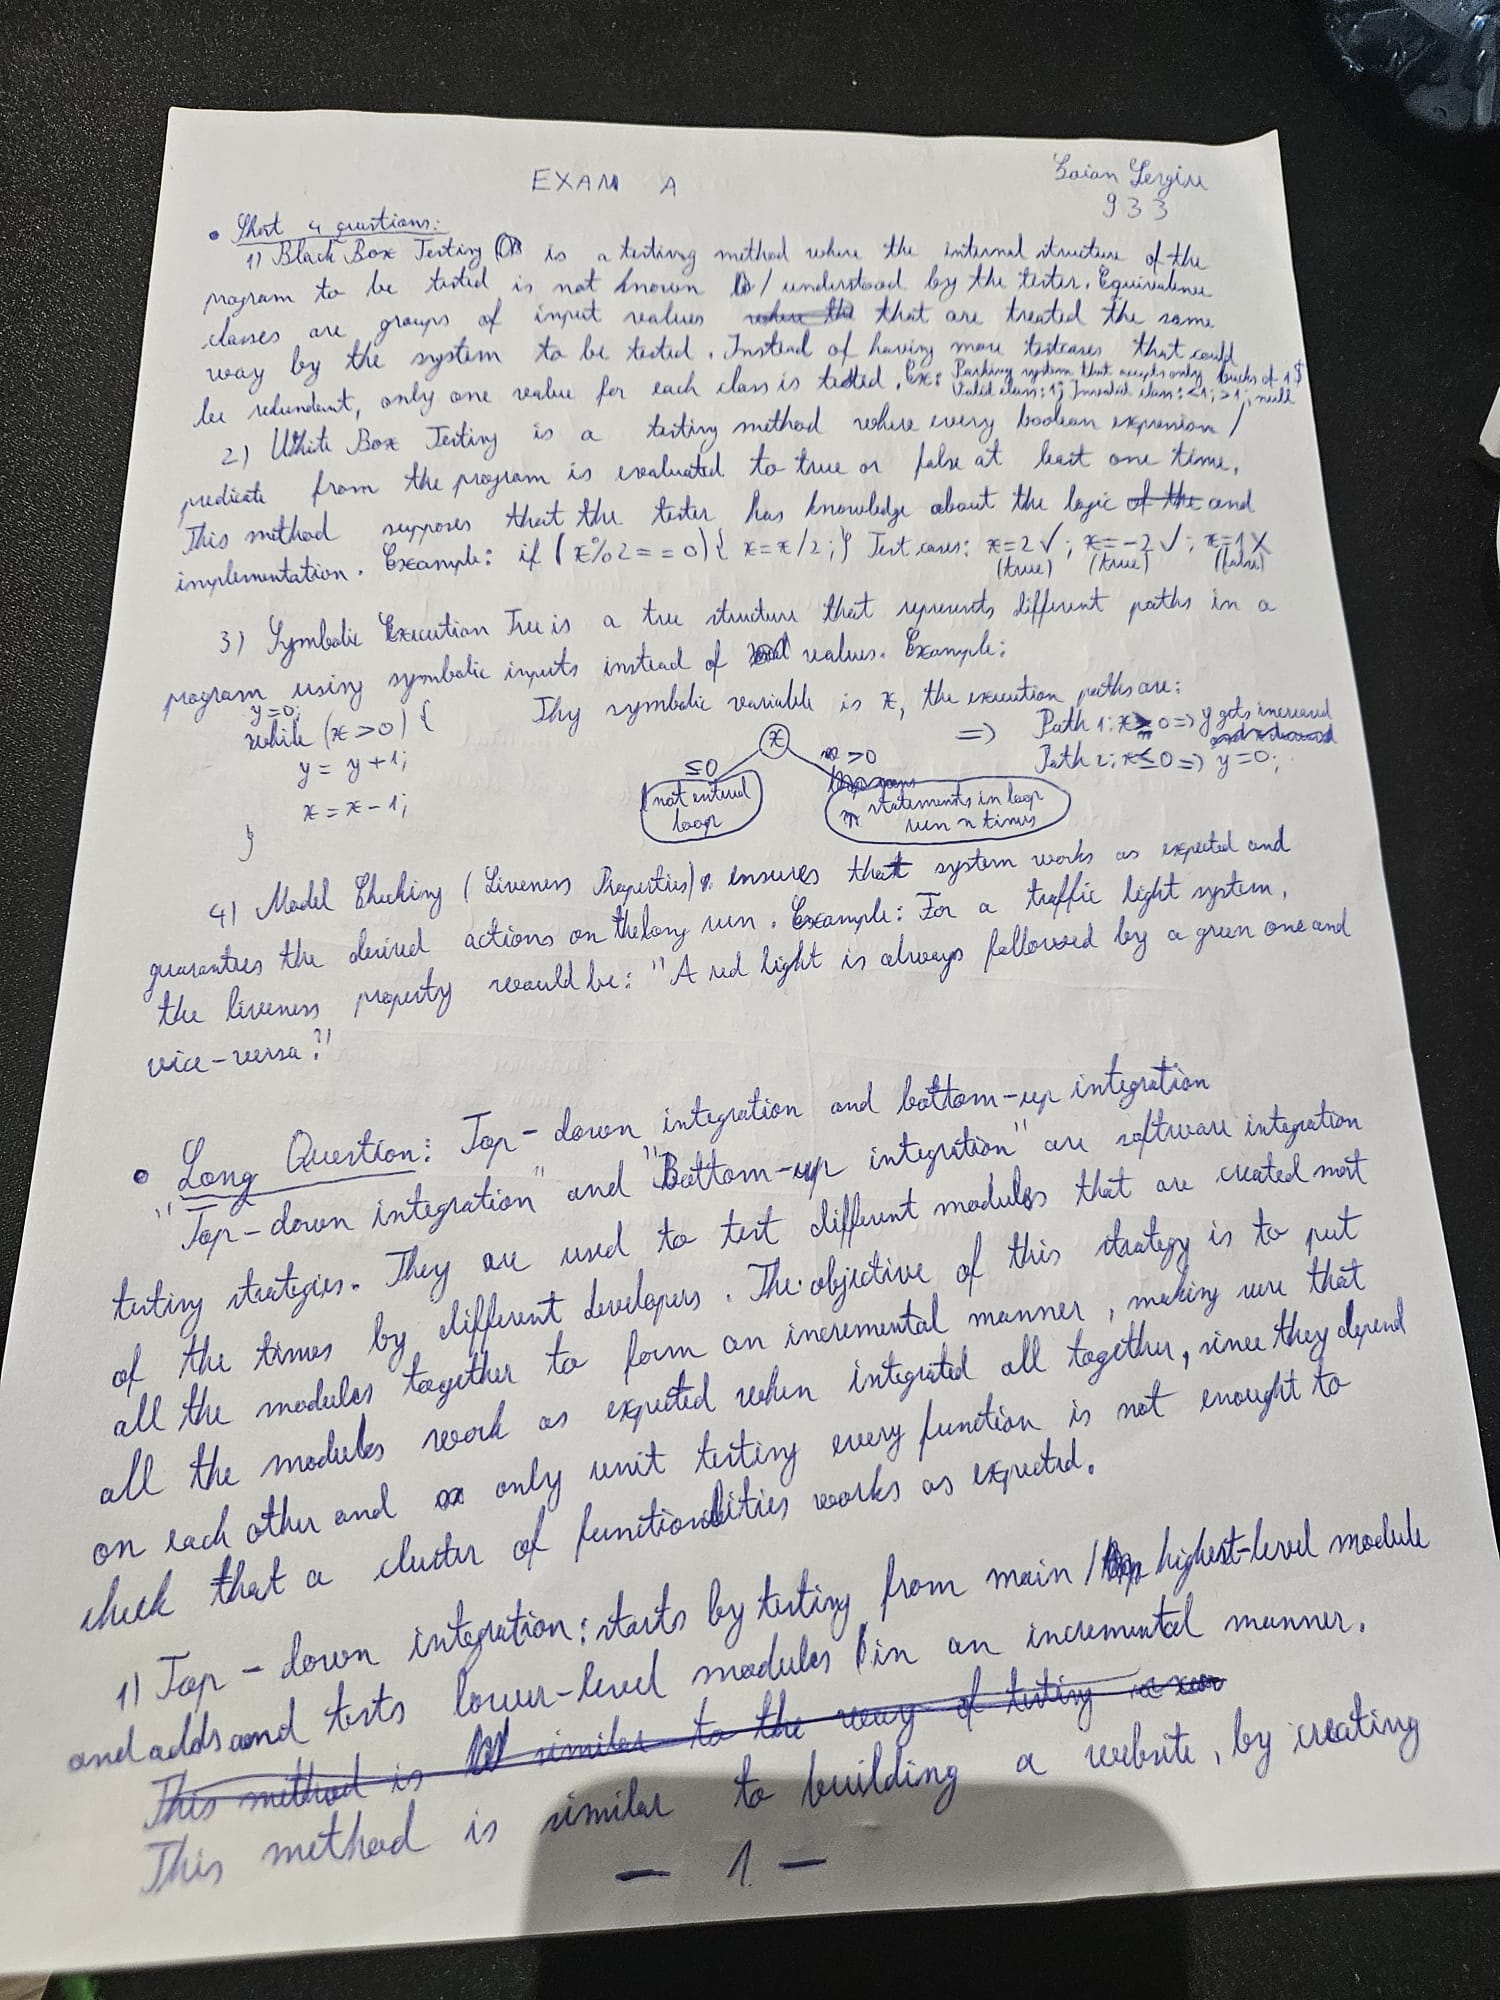 EXAM A
Soian Sergiu
933
• Short 4 questions:
1) Black Box Testing is a testing method where the internal structure of the
program to be tested is not known / understood by the tester. Equivalence
classes are groups of input values that are treated the same
way by the system to be tested. Instead of having more testcases that could
be redundant, only one value for each class is tested. Ex: Parking system that accepts only bucks of 1$
Valid class: 1; Invalid class: <1; >1; null
2) White Box Testing is a testing method where every boolean expression /
predicate from the program is evaluated to true or false at least one time.
This method supposes that the tester has knowledge about the logic and
implementation. Example: if (x%2==0){ x=x/2;} Test cases: x=2 ✓; x=-2 ✓; x=1 X
(true) (true) (false)
3) Symbolic Execution Tree is a tree structure that represents different paths in a
program using symbolic inputs instead of values. Example:
y=0;
while (x>0) {
y = y+1;
x = x-1;
}
symbolic variable is x, the execution paths are:
x
≤0
>0
not entered
loop
statements in loop
run n times
=> Path 1: x > 0 => y gets increased
Path 2: x ≤ 0 => y = 0;
4) Model Checking (Liveness Properties): ensures that system works as expected and
guarantees the desired actions on the long run. Example: For a traffic light system,
the liveness property would be: "A red light is always followed by a green one and
vice-versa."
• Long Question: Top-down integration and bottom-up integration
"Top-down integration" and "Bottom-up integration" are software integration
testing strategies. They are used to test different modules that are created most
of the times by different developers. The objective of this strategy is to put
all the modules together to form an incremental manner, making sure that
all the modules work as expected when integrated all together, since they depend
on each other and only unit testing every function is not enought to
check that a cluster of functionalities works as expected.
1) Top-down integration: starts by testing from main / highest-level module
and adds and tests lower-level modules in an incremental manner.
This method is similar to the way of testing a
This method is similar to building a website, by creating
- 1 -